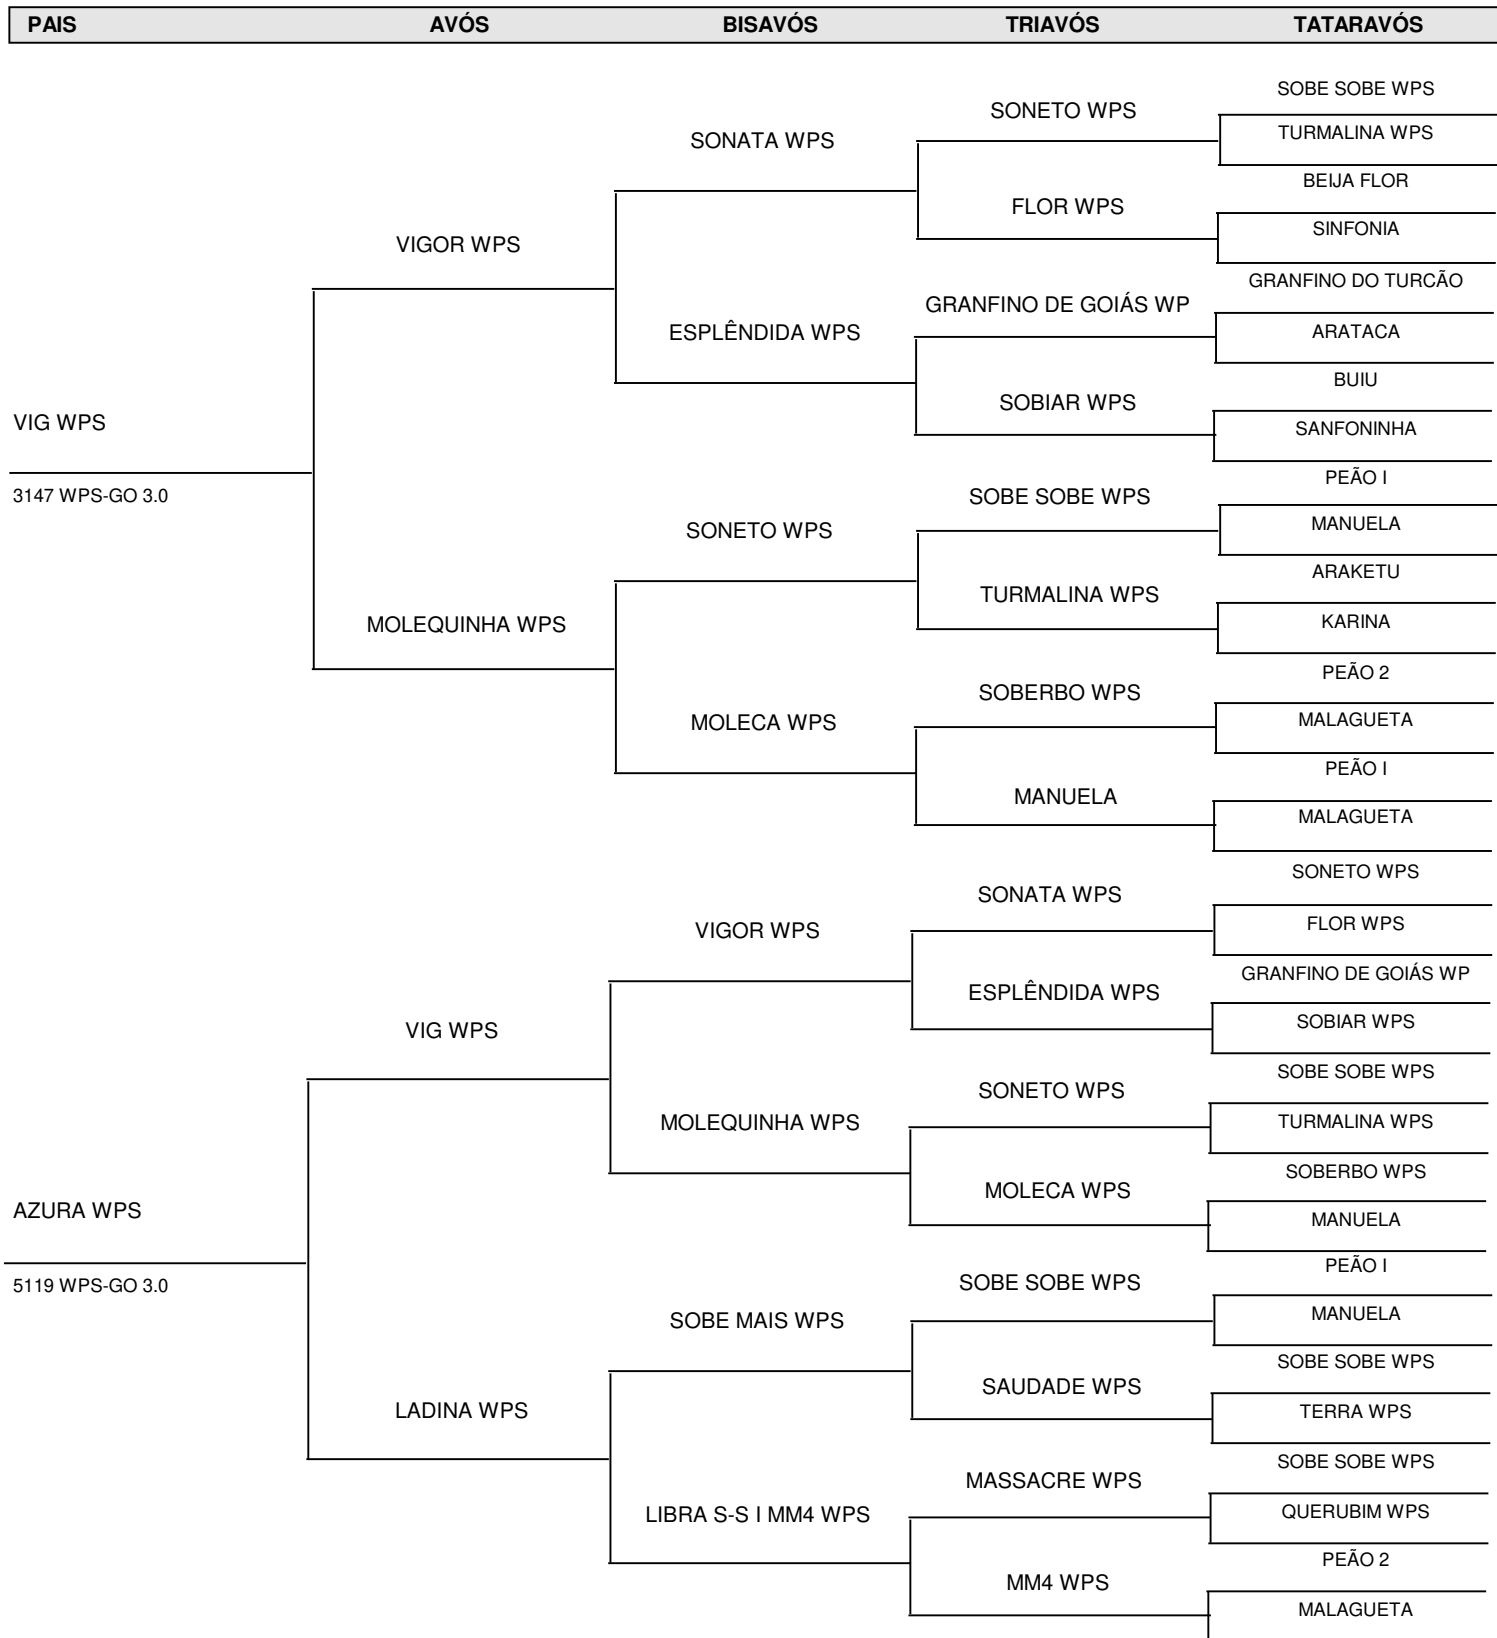 PAIS AVÓS BISAVÓS TRIAVÓS TATARAVÓS
SOBE SOBE WPS
SONETO WPS
TURMALINA WPS
SONATA WPS
BEIJA FLOR
FLOR WPS
SINFONIA
VIGOR WPS
GRANFINO DO TURCÃO
GRANFINO DE GOIÁS WP
ARATACA
ESPLÊNDIDA WPS
BUIU
SOBIAR WPS
SANFONINHA
VIG WPS
3147 WPS-GO 3.0
PEÃO I
SOBE SOBE WPS
MANUELA
SONETO WPS
ARAKETU
TURMALINA WPS
KARINA
MOLEQUINHA WPS
PEÃO 2
SOBERBO WPS
MALAGUETA
MOLECA WPS
PEÃO I
MANUELA
MALAGUETA
SONETO WPS
SONATA WPS
FLOR WPS
VIGOR WPS
GRANFINO DE GOIÁS WP
ESPLÊNDIDA WPS
SOBIAR WPS
VIG WPS
SOBE SOBE WPS
SONETO WPS
TURMALINA WPS
MOLEQUINHA WPS
SOBERBO WPS
MOLECA WPS
MANUELA
AZURA WPS
5119 WPS-GO 3.0
PEÃO I
SOBE SOBE WPS
MANUELA
SOBE MAIS WPS
SOBE SOBE WPS
SAUDADE WPS
TERRA WPS
LADINA WPS
SOBE SOBE WPS
MASSACRE WPS
QUERUBIM WPS
LIBRA S-S I MM4 WPS
PEÃO 2
MM4 WPS
MALAGUETA